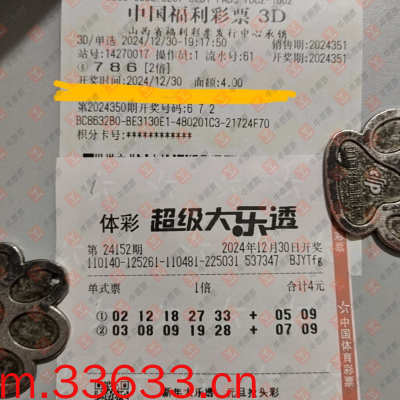 中国福利彩票 3D
山西省福利彩票发行中心承销
3D/单选 2024/12/30-19:17:50 销售期:2024351
站号:14270017 操作员:1 流水号:61 开奖期:2024351
① 7 8 6 [2倍]
开奖时间:2024/12/30 面额:4.00
第2024350期开奖号码:6 7 2
BC8632B0-BE3130E1-480201C3-21724F70
积分卡号:************
体彩 超级大乐透
第 24152期 2024年12月30日开奖
110140-125261-110481-225031 537347 BJYTfg
单式票 1倍 合计4元
① 02 12 18 27 33 + 05 09
② 03 08 09 19 28 + 07 09
中国体育彩票
m.33633.cn